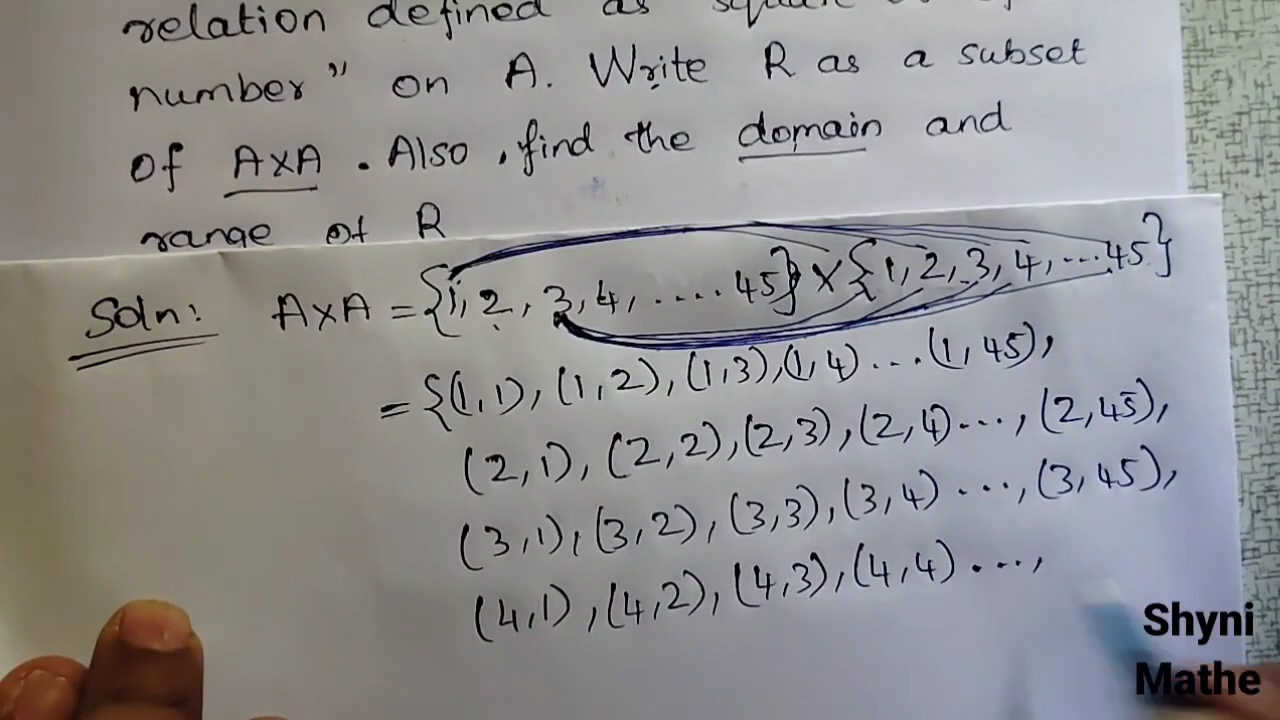 relation defined as
number" on A. Write R as a subset
of AXA. Also, find the domain and
range of R
Soln: AXA = {1, 2, 3, 4, .... 45} X {1, 2, 3, 4, ... 45}
= {(1,1), (1,2), (1,3), (1,4) ... (1,45),
(2,1), (2,2), (2,3), (2,4) ..., (2,45),
(3,1), (3,2), (3,3), (3,4) ..., (3,45),
(4,1), (4,2), (4,3), (4,4) ...,
Shyni
Mathe